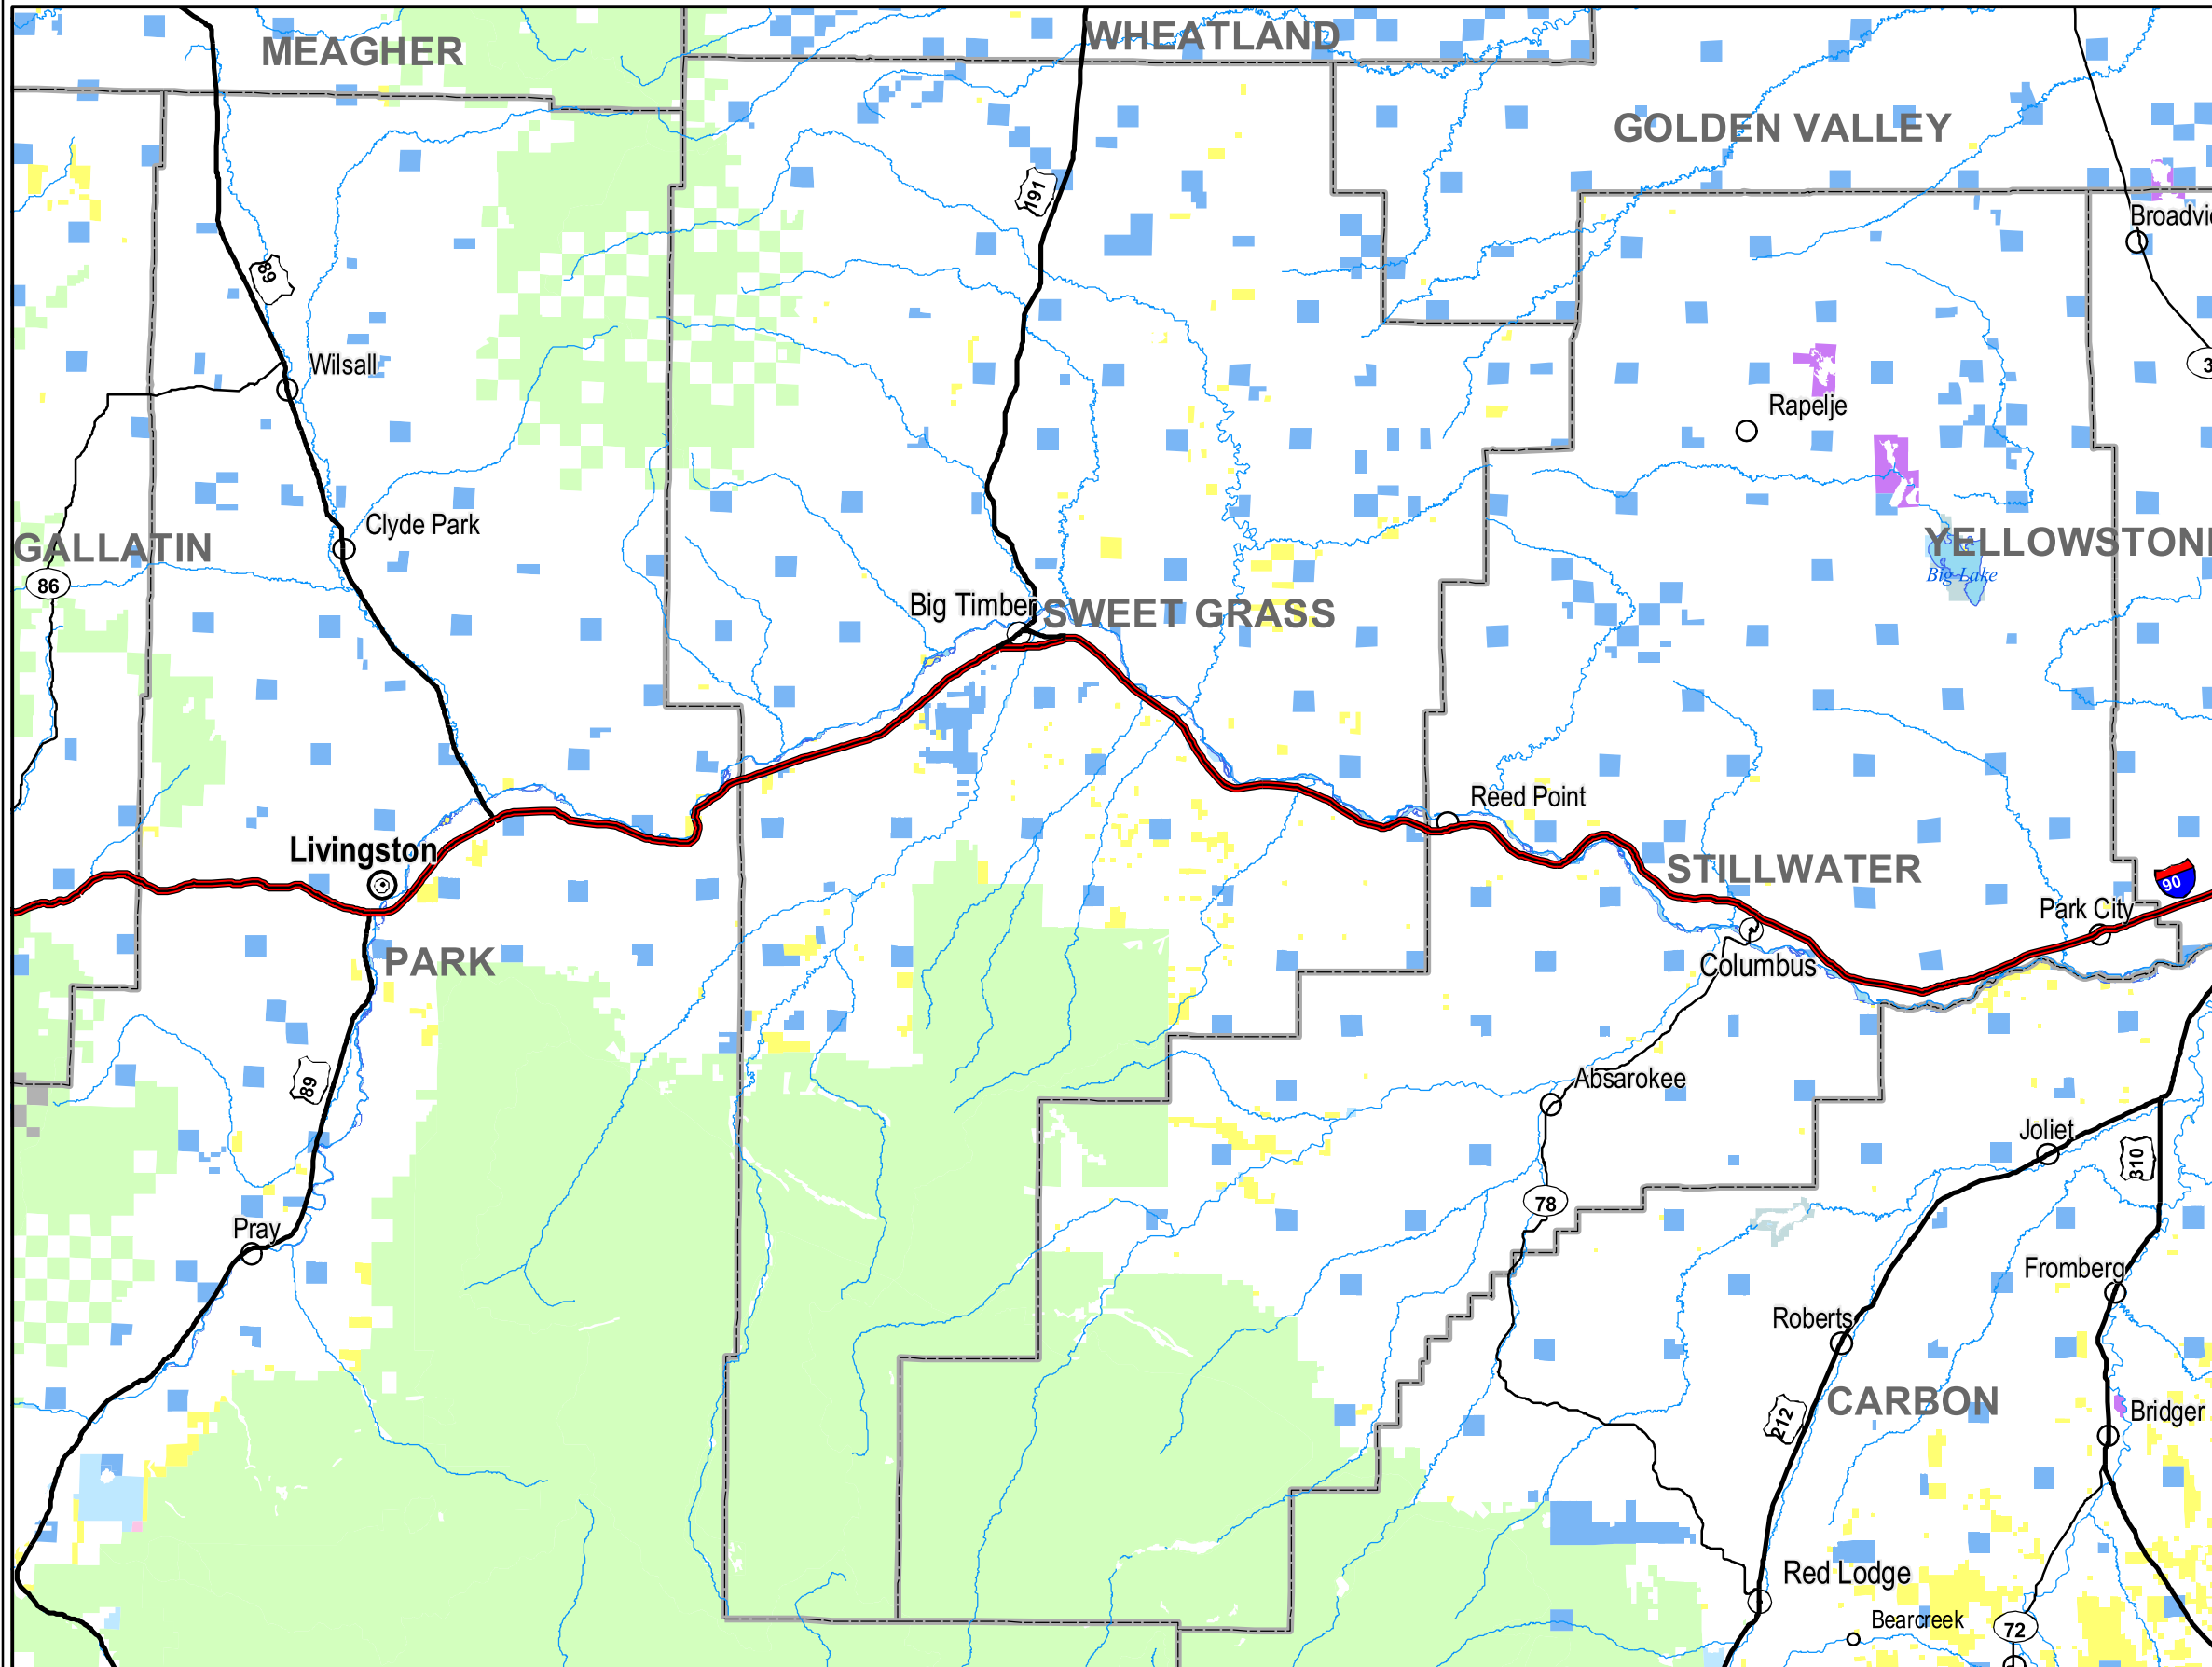 MEAGHER
WHEATLAND
GOLDEN VALLEY
191
Broadvi
89
3
Wilsall
Rapelje
Clyde Park
GALLATIN
YELLOWSTON
86
Big Lake
Big Timber
SWEET GRASS
Reed Point
Livingston
STILLWATER
90
Park City
PARK
Columbus
89
Absarokee
Joliet
310
78
Pray
Fromberg
Roberts
CARBON
212
Bridger
Red Lodge
Bearcreek
72